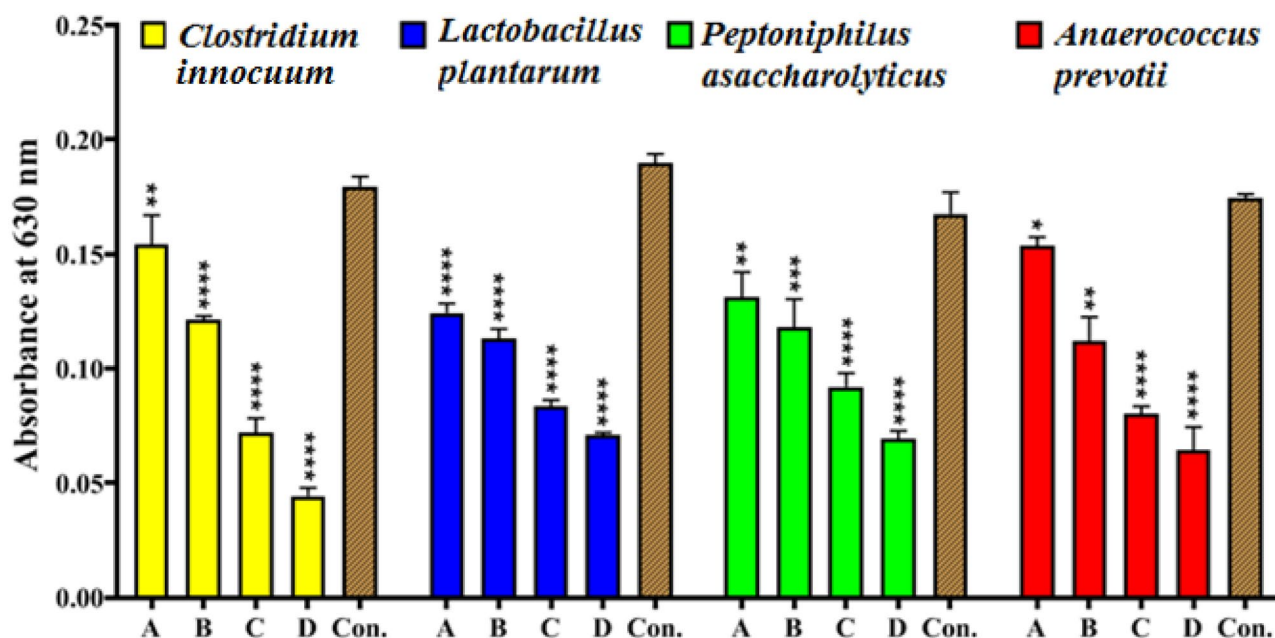 Absorbance at 630 nm
0.25
0.20
0.15
0.10
0.05
0.00
Clostridium
innocuum
Lactobacillus
plantarum
Peptoniphilus
asaccharolyticus
Anaerococcus
prevotii
** **** **** ****
**** **** **** ****
** *** **** ****
* ** **** ****
A B C D Con. A B C D Con. A B C D Con. A B C D Con.